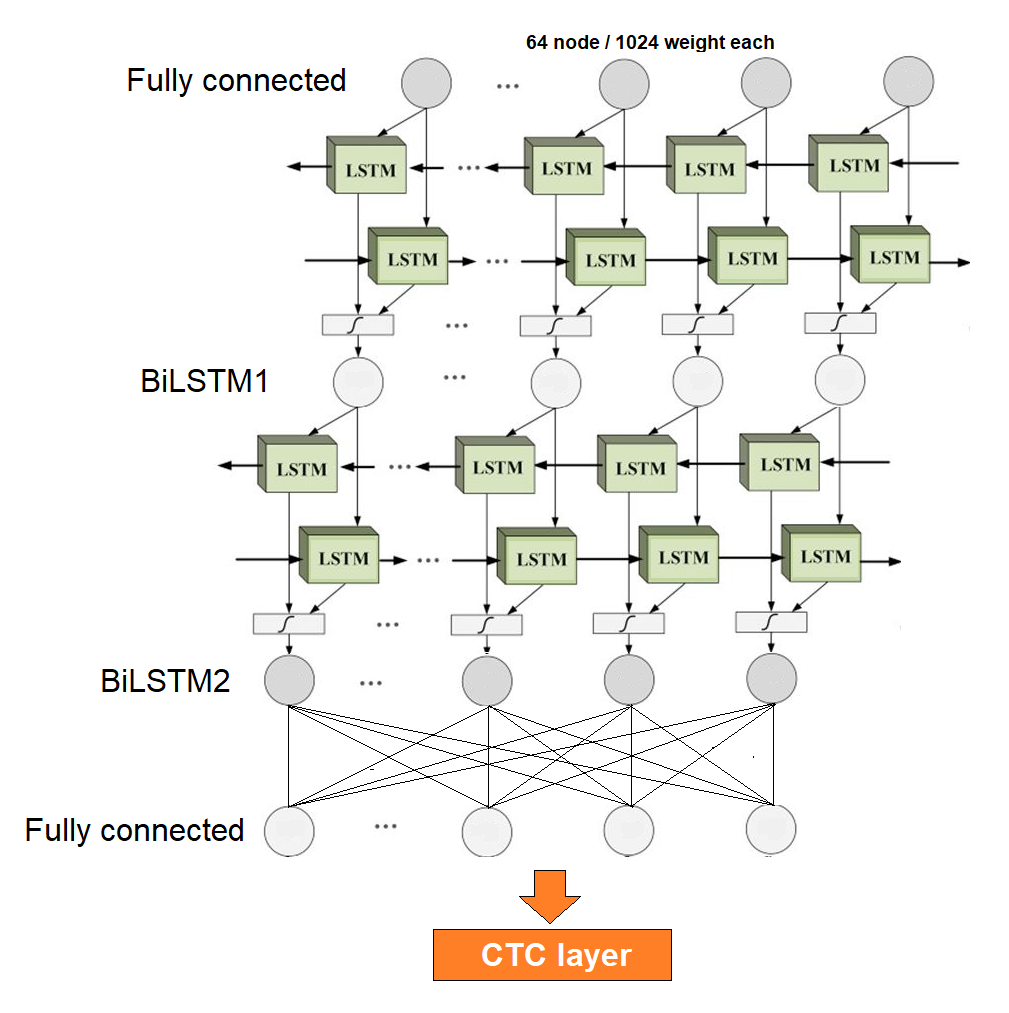 64 node / 1024 weight each
Fully connected
...
LSTM ... LSTM LSTM LSTM
LSTM ... LSTM LSTM LSTM
∫ ... ∫ ∫ ∫
BiLSTM1 ...
LSTM ... LSTM LSTM LSTM
LSTM ... LSTM LSTM LSTM
∫ ... ∫ ∫ ∫
BiLSTM2 ...
Fully connected ...
CTC layer